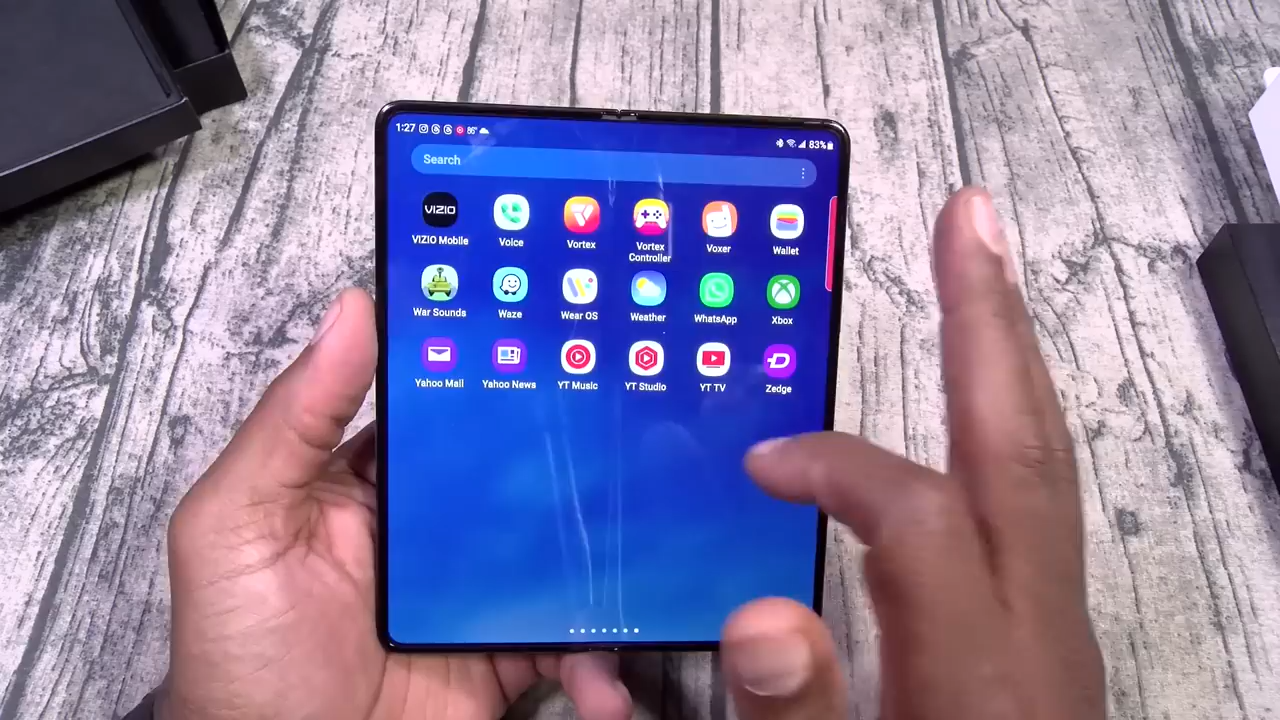 1:27 86° 83%
Search
VIZIO
VIZIO Mobile Voice Vortex Vortex Controller Voxer Wallet
War Sounds Waze Wear OS Weather WhatsApp Xbox
Yahoo Mail Yahoo News YT Music YT Studio YT TV Zedge